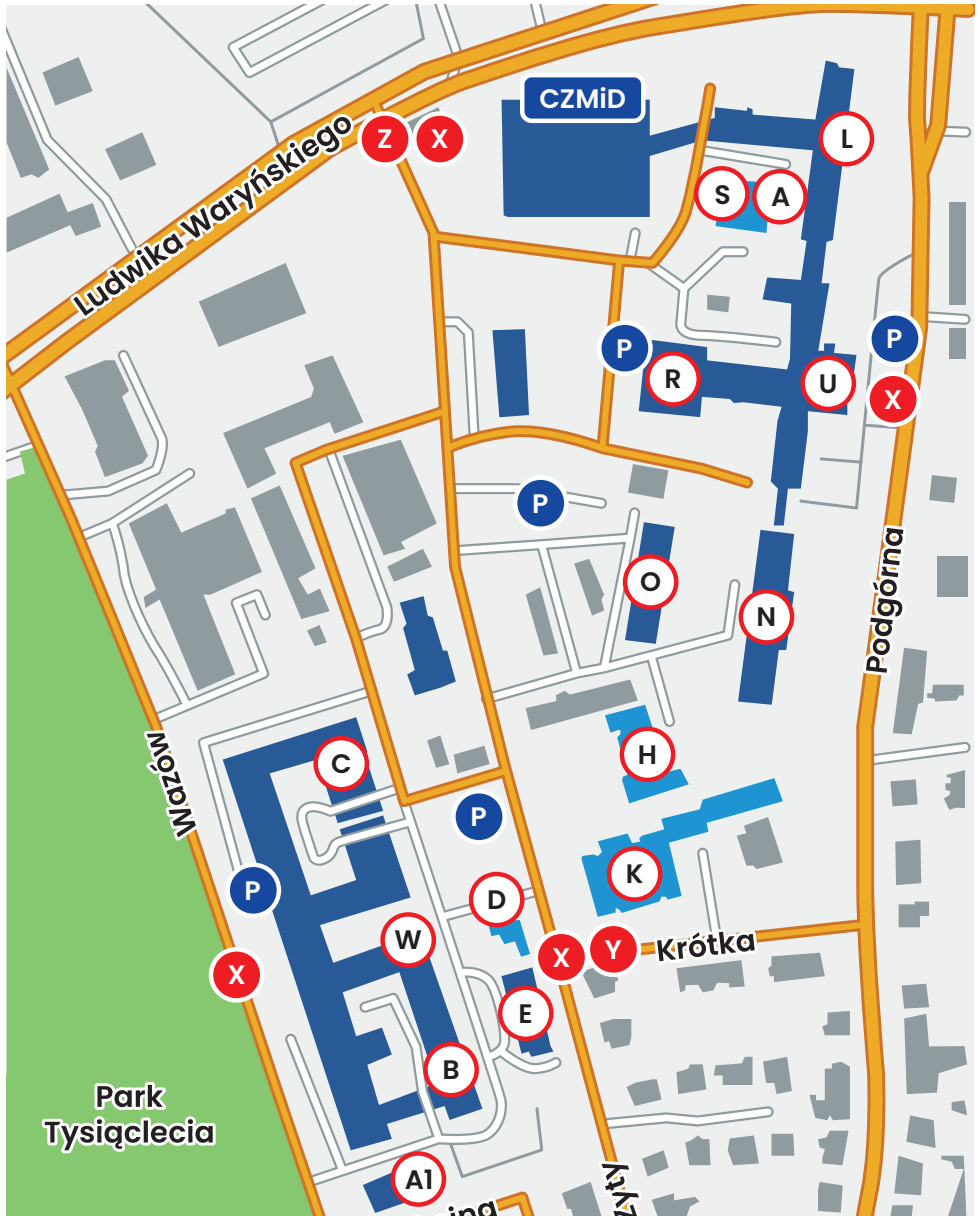 CZMiD
Z
X
L
Ludwika Waryńskiego
S
A
P
P
R
U
X
P
Podgórna
O
N
Wazów
C
H
P
K
P
D
W
X
Y
Krótka
X
E
B
Park
Tysiąclecia
A1